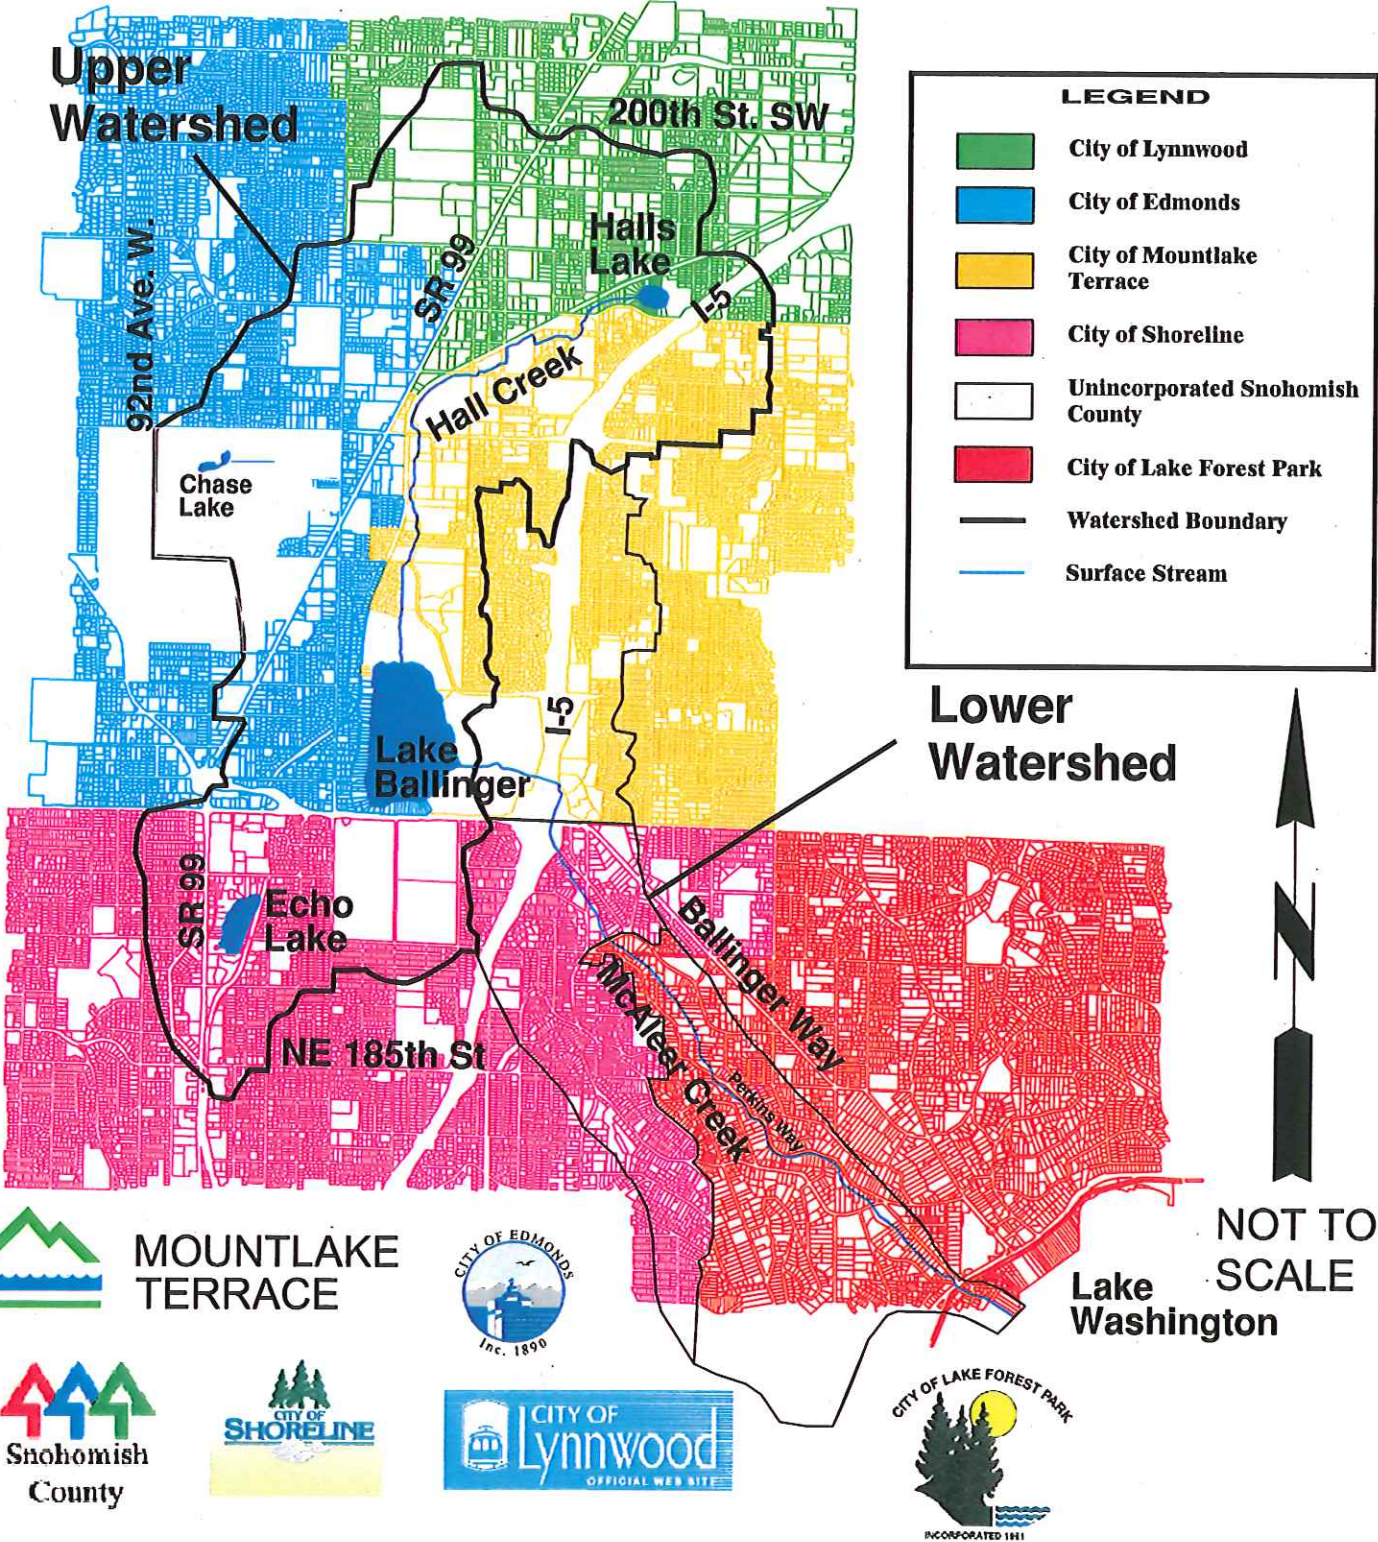 Upper
Watershed
200th St. SW
92nd Ave. W.
SR 99
Halls
Lake
I-5
Hall Creek
Chase
Lake
I-5
Lake
Ballinger
SR 99
Echo
Lake
NE 185th St
Ballinger Way
McAleer Creek
Perkins Way
Lower
Watershed
LEGEND
City of Lynnwood
City of Edmonds
City of Mountlake
Terrace
City of Shoreline
Unincorporated Snohomish
County
City of Lake Forest Park
Watershed Boundary
Surface Stream
N
NOT TO
SCALE
Lake
Washington
MOUNTLAKE
TERRACE
CITY OF EDMONDS
Inc. 1890
Snohomish
County
CITY OF
SHORELINE
CITY OF
Lynnwood
OFFICIAL WEB SITE
CITY OF LAKE FOREST PARK
INCORPORATED 1961